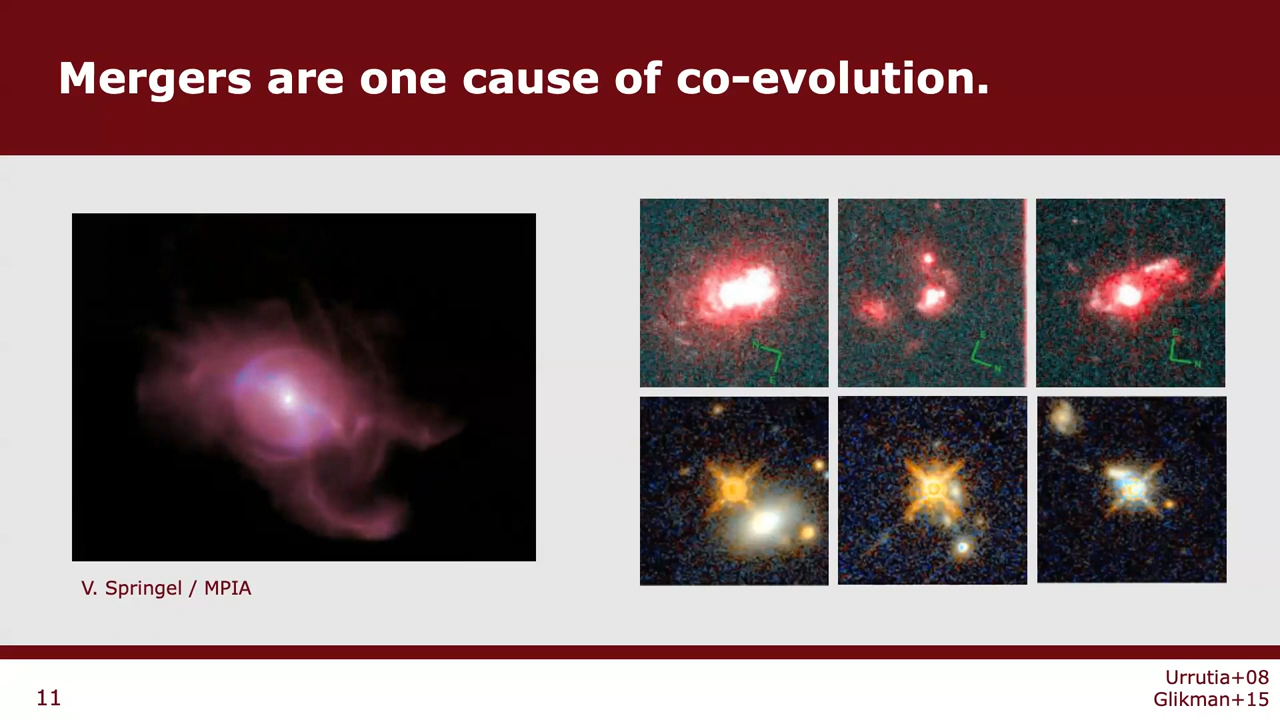 Mergers are one cause of co-evolution.
N
E
E
N
E
N
V. Springel / MPIA
11
Urrutia+08
Glikman+15